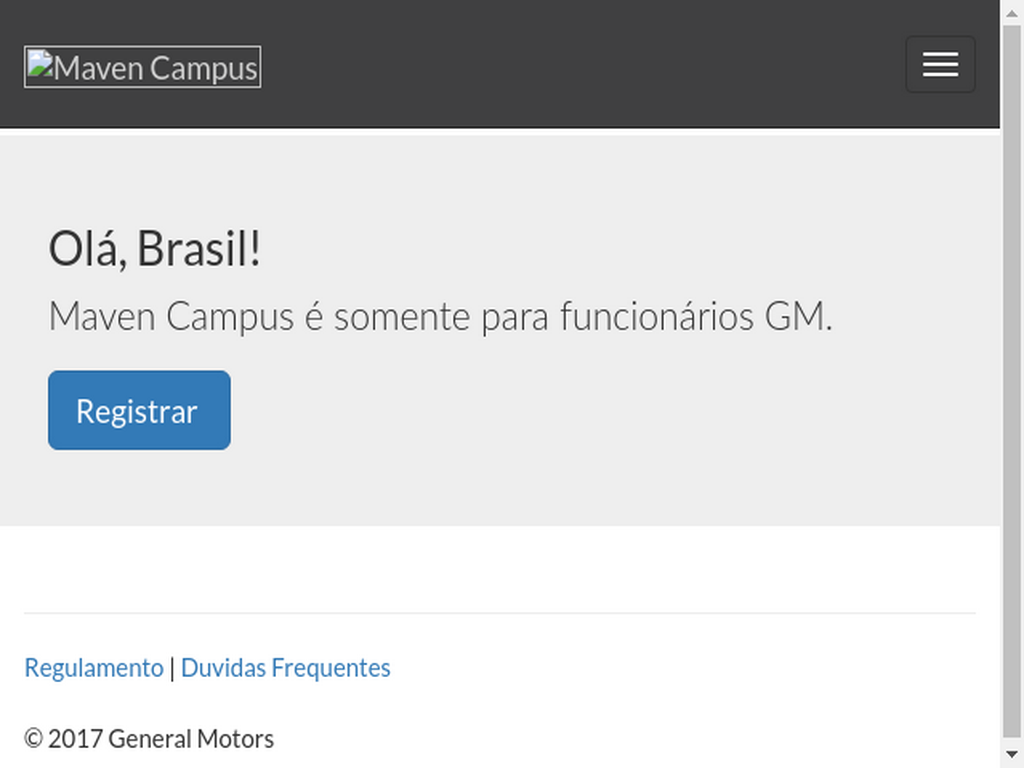 Maven Campus
Olá, Brasil!
Maven Campus é somente para funcionários GM.
Registrar
Regulamento | Duvidas Frequentes
© 2017 General Motors